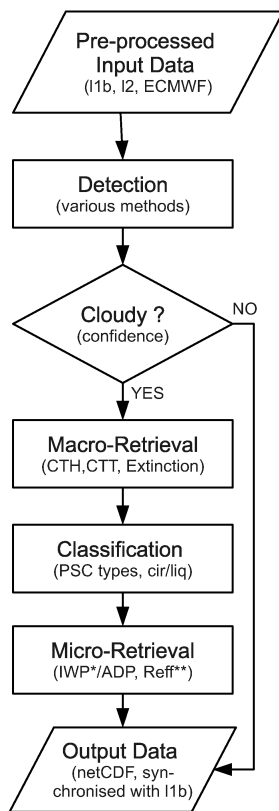 Pre-processed
Input Data
(l1b, l2, ECMWF)
Detection
(various methods)
Cloudy ?
(confidence)
NO
YES
Macro-Retrieval
(CTH,CTT, Extinction)
Classification
(PSC types, cir/liq)
Micro-Retrieval
(IWP*/ADP, Reff**)
Output Data
(netCDF, syn-
chronised with l1b)